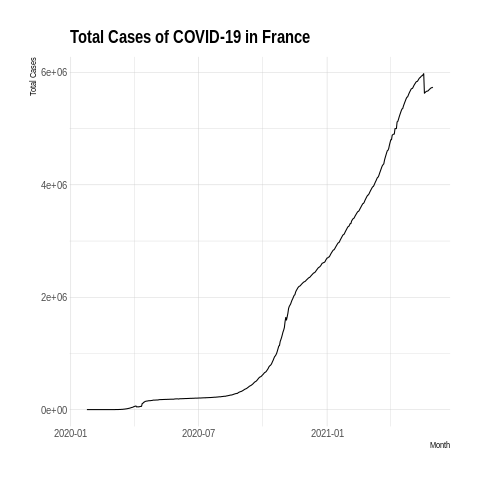 Total Cases of COVID-19 in France
Total Cases
6e+06
4e+06
2e+06
0e+00
2020-01
2020-07
2021-01
Month